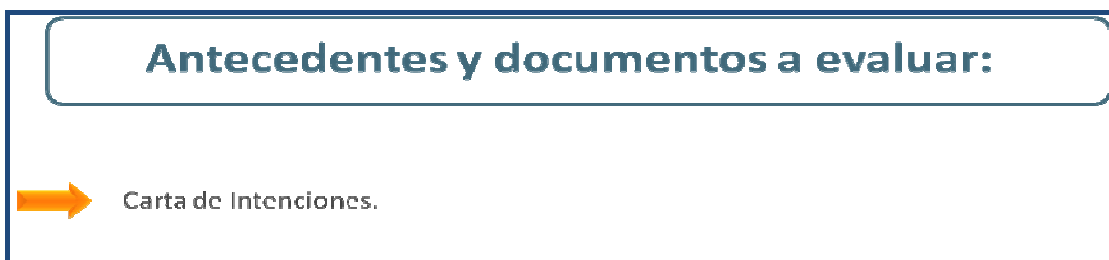 Antecedentes y documentos a evaluar:
Carta de Intenciones.